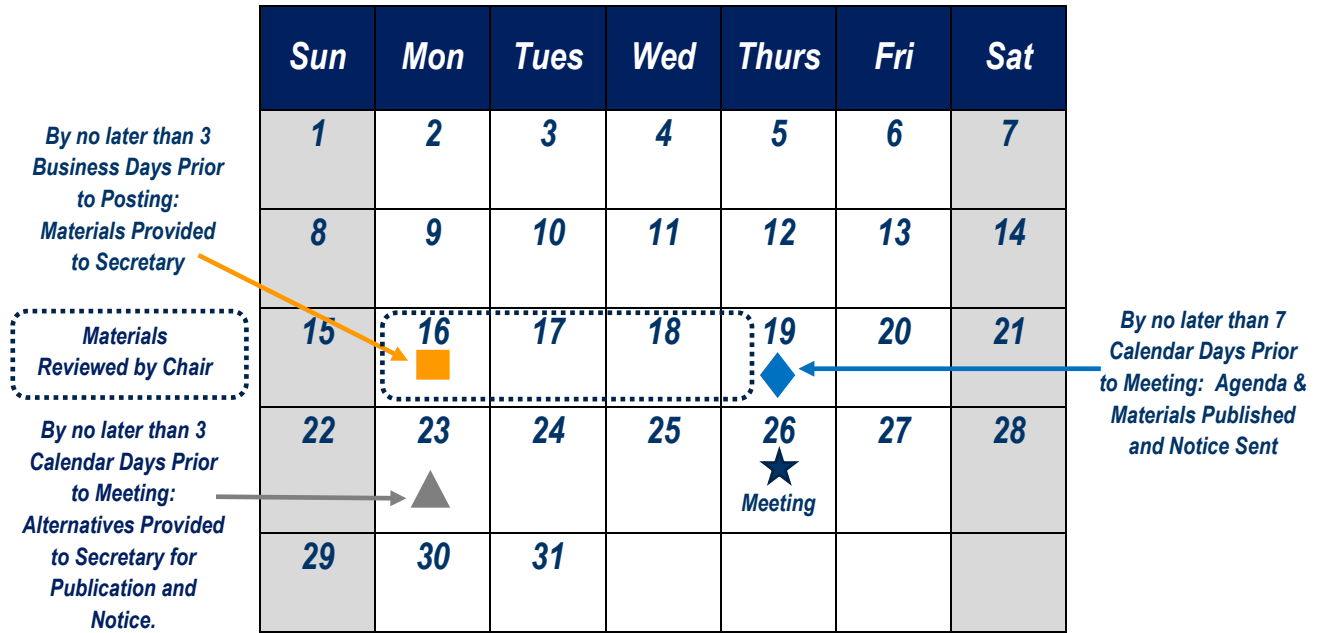 Sun Mon Tues Wed Thurs Fri Sat
By no later than 3
Business Days Prior
to Posting:
Materials Provided
to Secretary
1 2 3 4 5 6 7
8 9 10 11 12 13 14
Materials
Reviewed by Chair
15 16 17 18 19 20 21
By no later than 7
Calendar Days Prior
to Meeting: Agenda &
Materials Published
and Notice Sent
By no later than 3
Calendar Days Prior
to Meeting:
Alternatives Provided
to Secretary for
Publication and
Notice.
22 23 24 25 26 27 28
Meeting
29 30 31